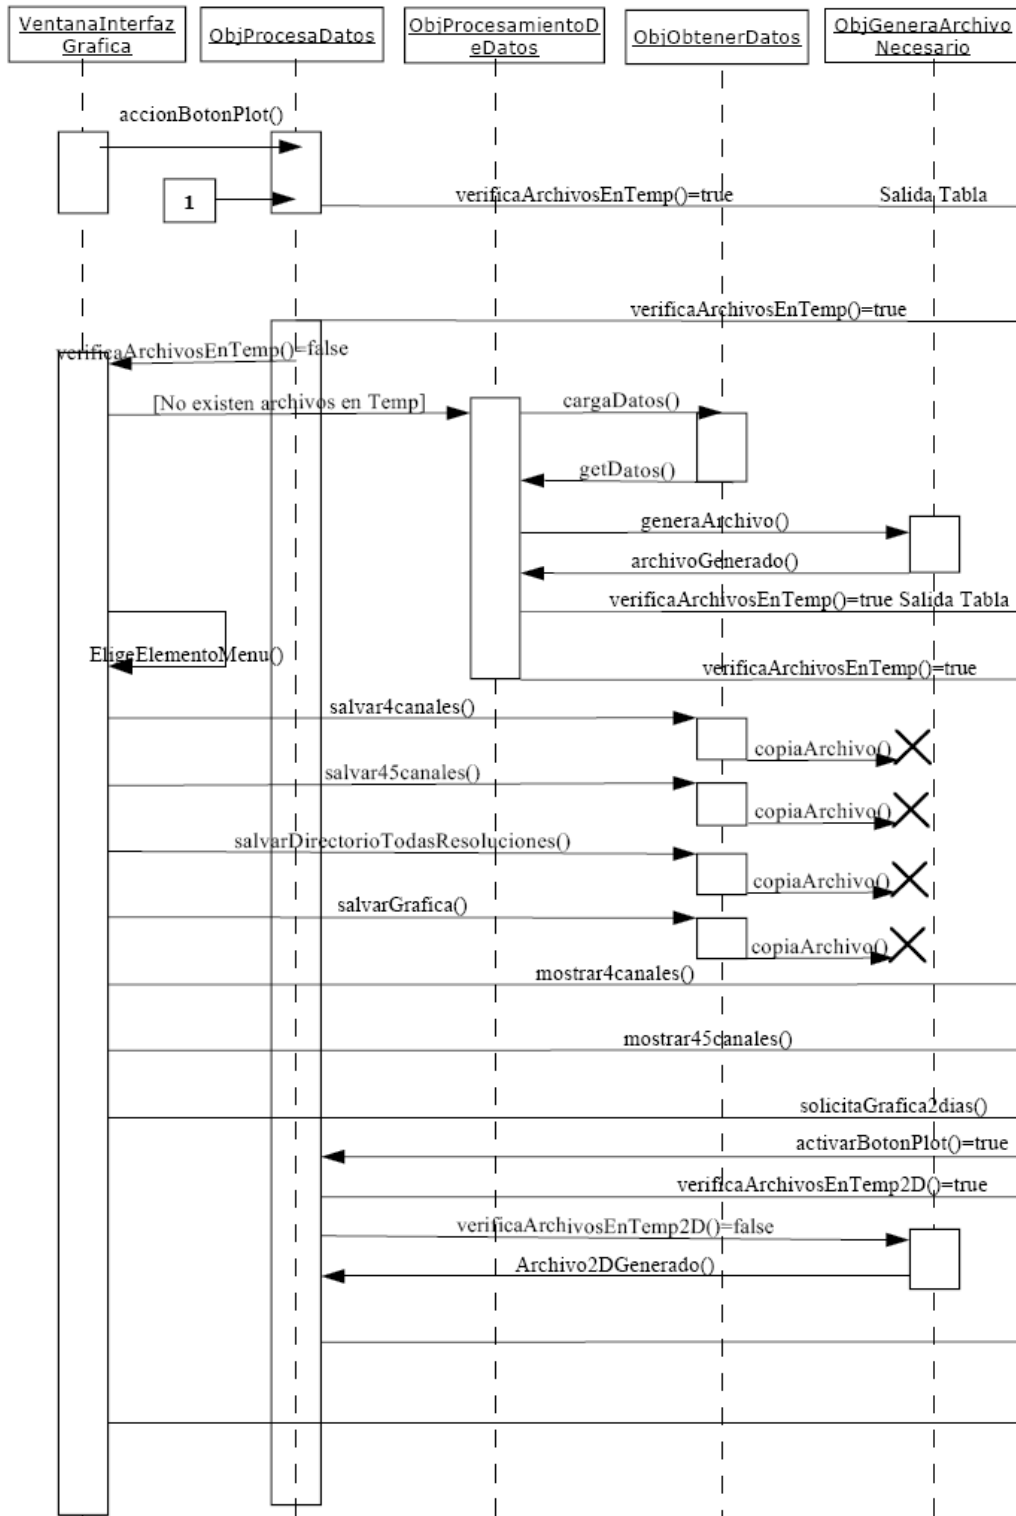 VentanaInterfaz
Grafica
ObjProcesaDatos
ObjProcesamientoD
eDatos
ObjObtenerDatos
ObjGeneraArchivo
Necesario
accionBotonPlot()
1
verificaArchivosEnTemp()=true
Salida Tabla
verificaArchivosEnTemp()=true
verificaArchivosEnTemp()=false
[No existen archivos en Temp]
cargaDatos()
getDatos()
generaArchivo()
archivoGenerado()
verificaArchivosEnTemp()=true Salida Tabla
EligeElementoMenu()
verificaArchivosEnTemp()=true
salvar4canales()
copiaArchivo()
salvar45canales()
copiaArchivo()
salvarDirectorioTodasResoluciones()
copiaArchivo()
salvarGrafica()
copiaArchivo()
mostrar4canales()
mostrar45canales()
solicitaGrafica2dias()
activarBotonPlot()=true
verificaArchivosEnTemp2D()=true
verificaArchivosEnTemp2D()=false
Archivo2DGenerado()